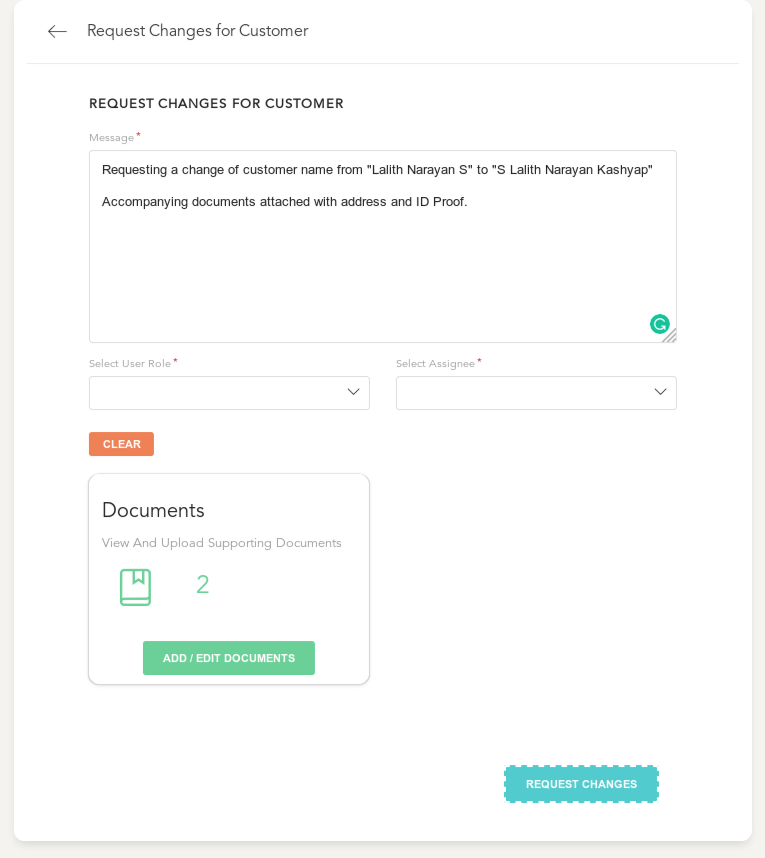 Request Changes for Customer
REQUEST CHANGES FOR CUSTOMER
Message *
Requesting a change of customer name from "Lalith Narayan S" to "S Lalith Narayan Kashyap"
Accompanying documents attached with address and ID Proof.
Select User Role *
Select Assignee *
CLEAR
Documents
View And Upload Supporting Documents
2
ADD / EDIT DOCUMENTS
REQUEST CHANGES